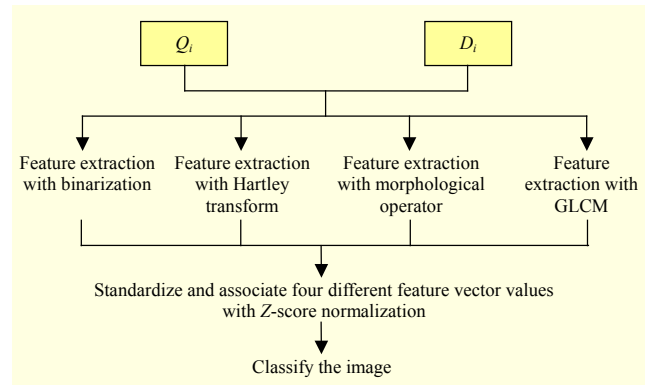 Qi
Di
Feature extraction
with binarization
Feature extraction
with Hartley
transform
Feature extraction
with morphological
operator
Feature
extraction with
GLCM
Standardize and associate four different feature vector values
with Z-score normalization
Classify the image